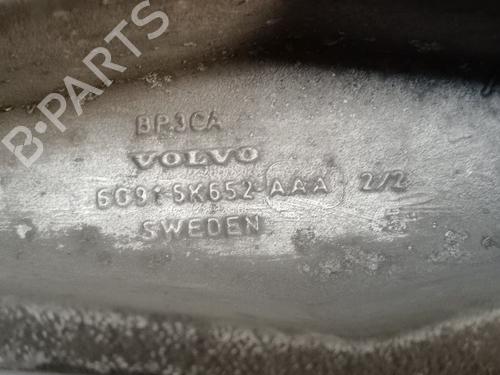 B-PARTS
BP3CA
VOLVO
6G91-5K652-AAA 2/2
SWEDEN